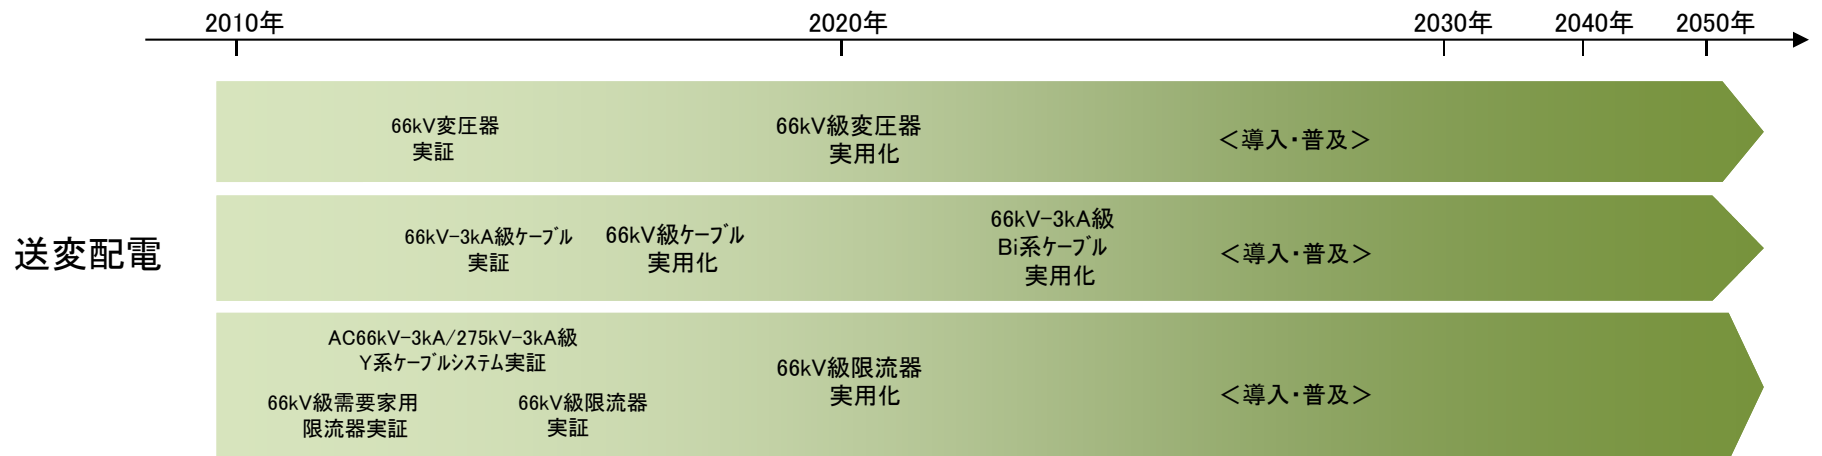 2010年
2020年
2030年
2040年
2050年
送変配電
66kV変圧器
実証
66kV級変圧器
実用化
＜導入・普及＞
66kV-3kA級ｹｰﾌﾞﾙ
実証
66kV級ｹｰﾌﾞﾙ
実用化
66kV-3kA級
Bi系ｹｰﾌﾞﾙ
実用化
＜導入・普及＞
AC66kV-3kA/275kV-3kA級
Y系ｹｰﾌﾞﾙｼｽﾃﾑ実証
66kV級需要家用
限流器実証
66kV級限流器
実証
66kV級限流器
実用化
＜導入・普及＞